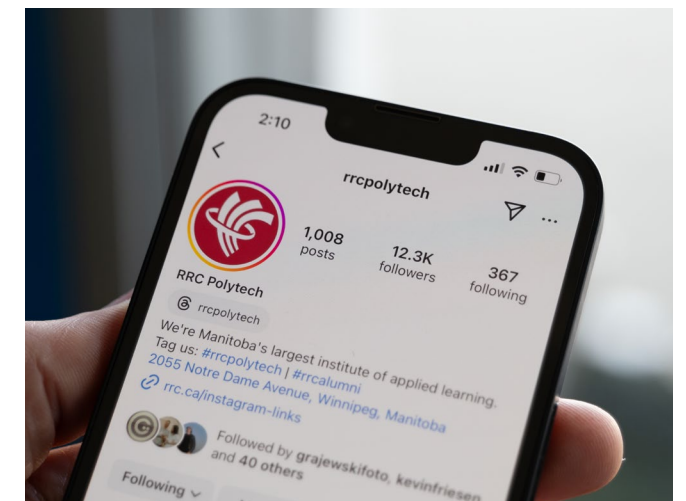 2:10
rrcpolytech
1,008
posts
12.3K
followers
367
following
RRC Polytech
rrcpolytech
We're Manitoba's largest institute of applied learning.
Tag us: #rrcpolytech | #rrcalumni
2055 Notre Dame Avenue, Winnipeg, Manitoba
rrc.ca/instagram-links
Followed by grajewskifoto, kevinfriesen
and 40 others
Following